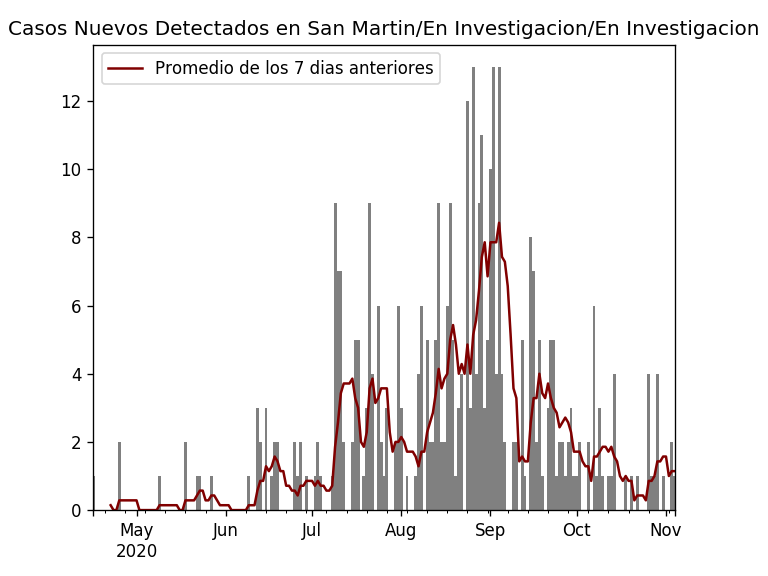 Casos Nuevos Detectados en San Martin/En Investigacion/En Investigacion
Promedio de los 7 dias anteriores
12
10
8
6
4
2
0
May Jun Jul Aug Sep Oct Nov
2020